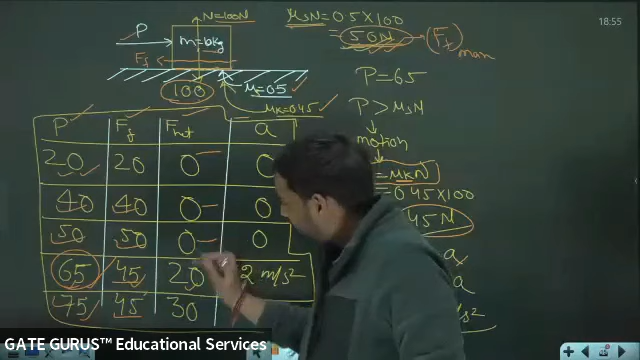 μsN = 0.5 × 100
= 50N → (Ff)max
18:55
N=100N
P
m=10kg
Ff
100
μs=0.5
μk=0.45
P=65
P > μsN
motion
= μkN
= 0.45×100
45 N
P Ff Fnet a
20 20 0 0
40 40 0 0
50 50 0 0
65 45 20 2 m/s²
75 45 30
GATE GURUS™ Educational Services